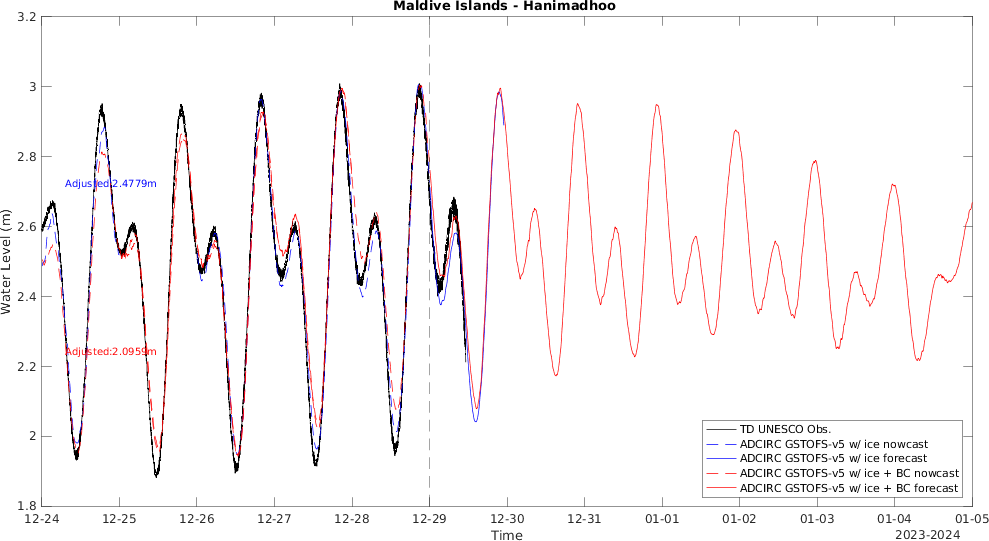 Maldive Islands - Hanimadhoo
Water Level (m)
3.2
3
2.8
2.6
2.4
2.2
2
1.8
Adjusted:2.4779m
Adjusted:2.0959m
TD UNESCO Obs.
ADCIRC GSTOFS-v5 w/ ice nowcast
ADCIRC GSTOFS-v5 w/ ice forecast
ADCIRC GSTOFS-v5 w/ ice + BC nowcast
ADCIRC GSTOFS-v5 w/ ice + BC forecast
12-24 12-25 12-26 12-27 12-28 12-29 12-30 12-31 01-01 01-02 01-03 01-04 01-05
Time
2023-2024